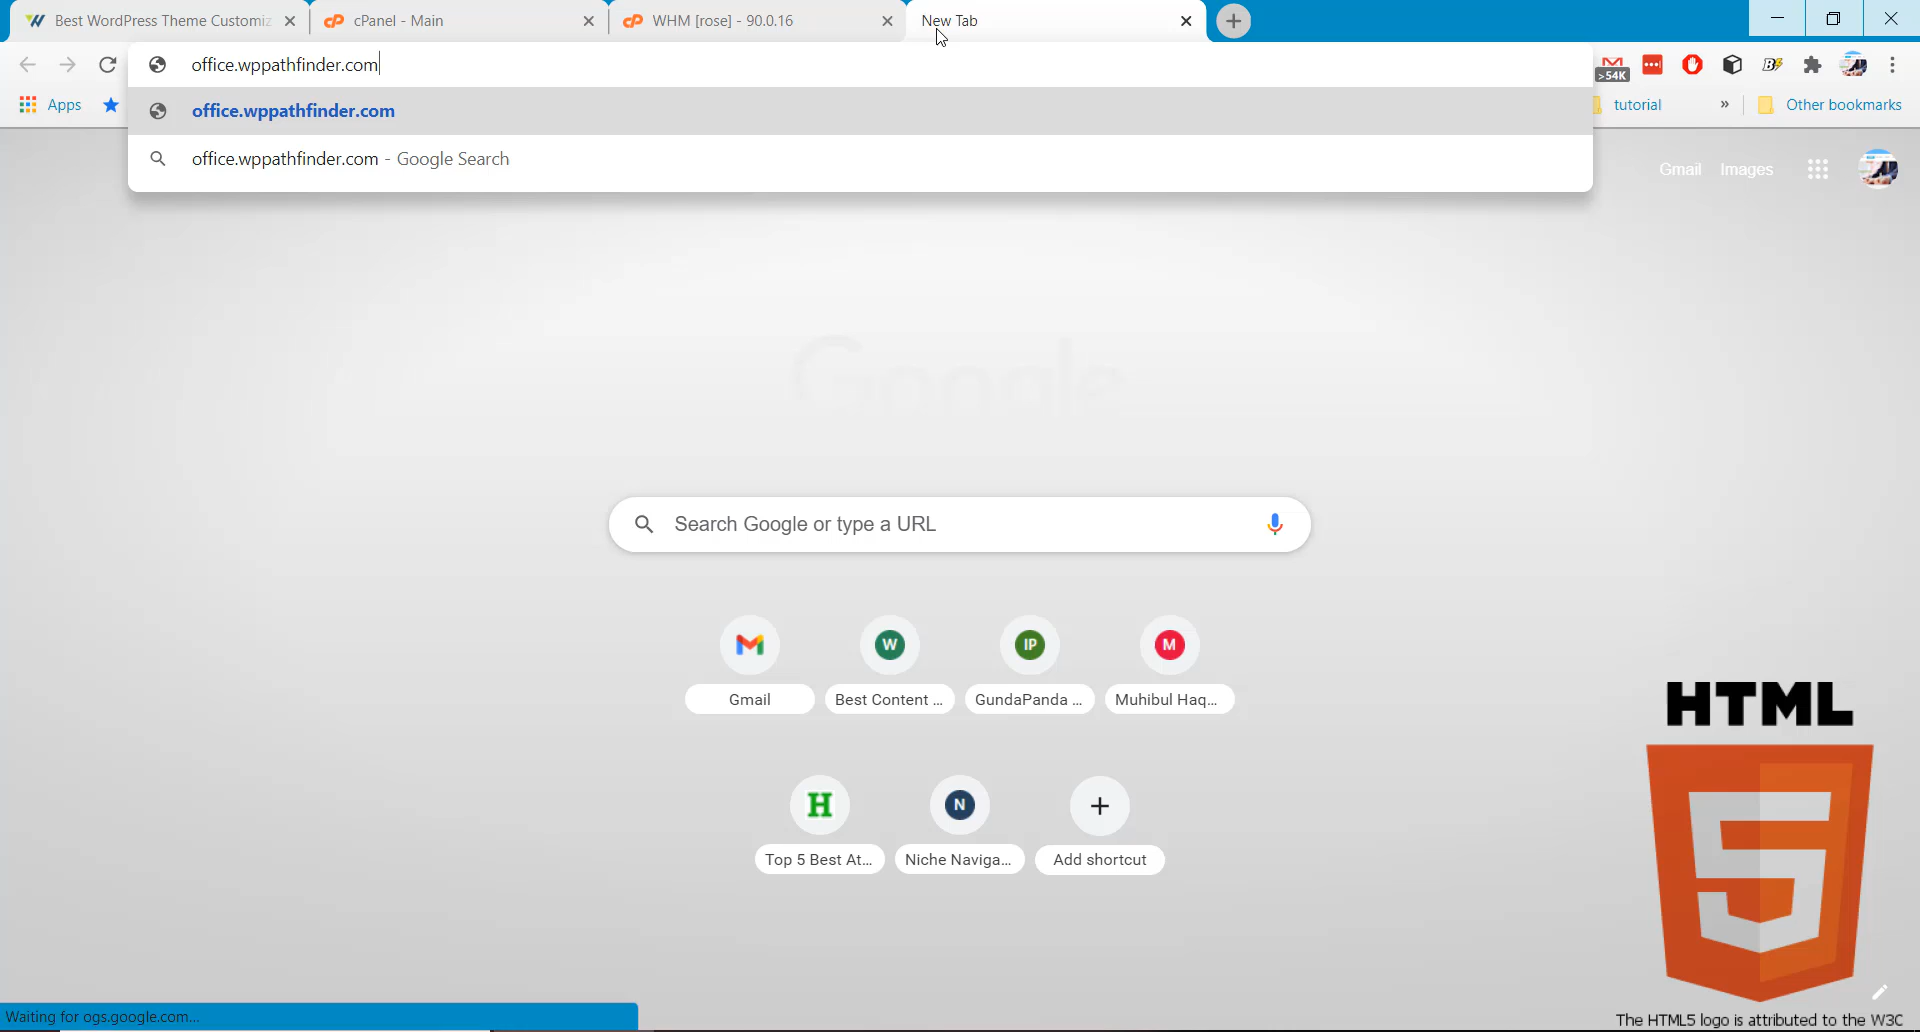 Best WordPress Theme Customiz
cPanel - Main
WHM [rose] - 90.0.16
New Tab
office.wppathfinder.com
>54K
Apps
office.wppathfinder.com
tutorial
»
Other bookmarks
office.wppathfinder.com - Google Search
Gmail
Images
Google
Search Google or type a URL
W
IP
M
Gmail
Best Content ...
GundaPanda ...
Muhibul Haq...
HTML
5
H
N
Top 5 Best At...
Niche Naviga...
Add shortcut
Waiting for ogs.google.com...
The HTML5 logo is attributed to the W3C